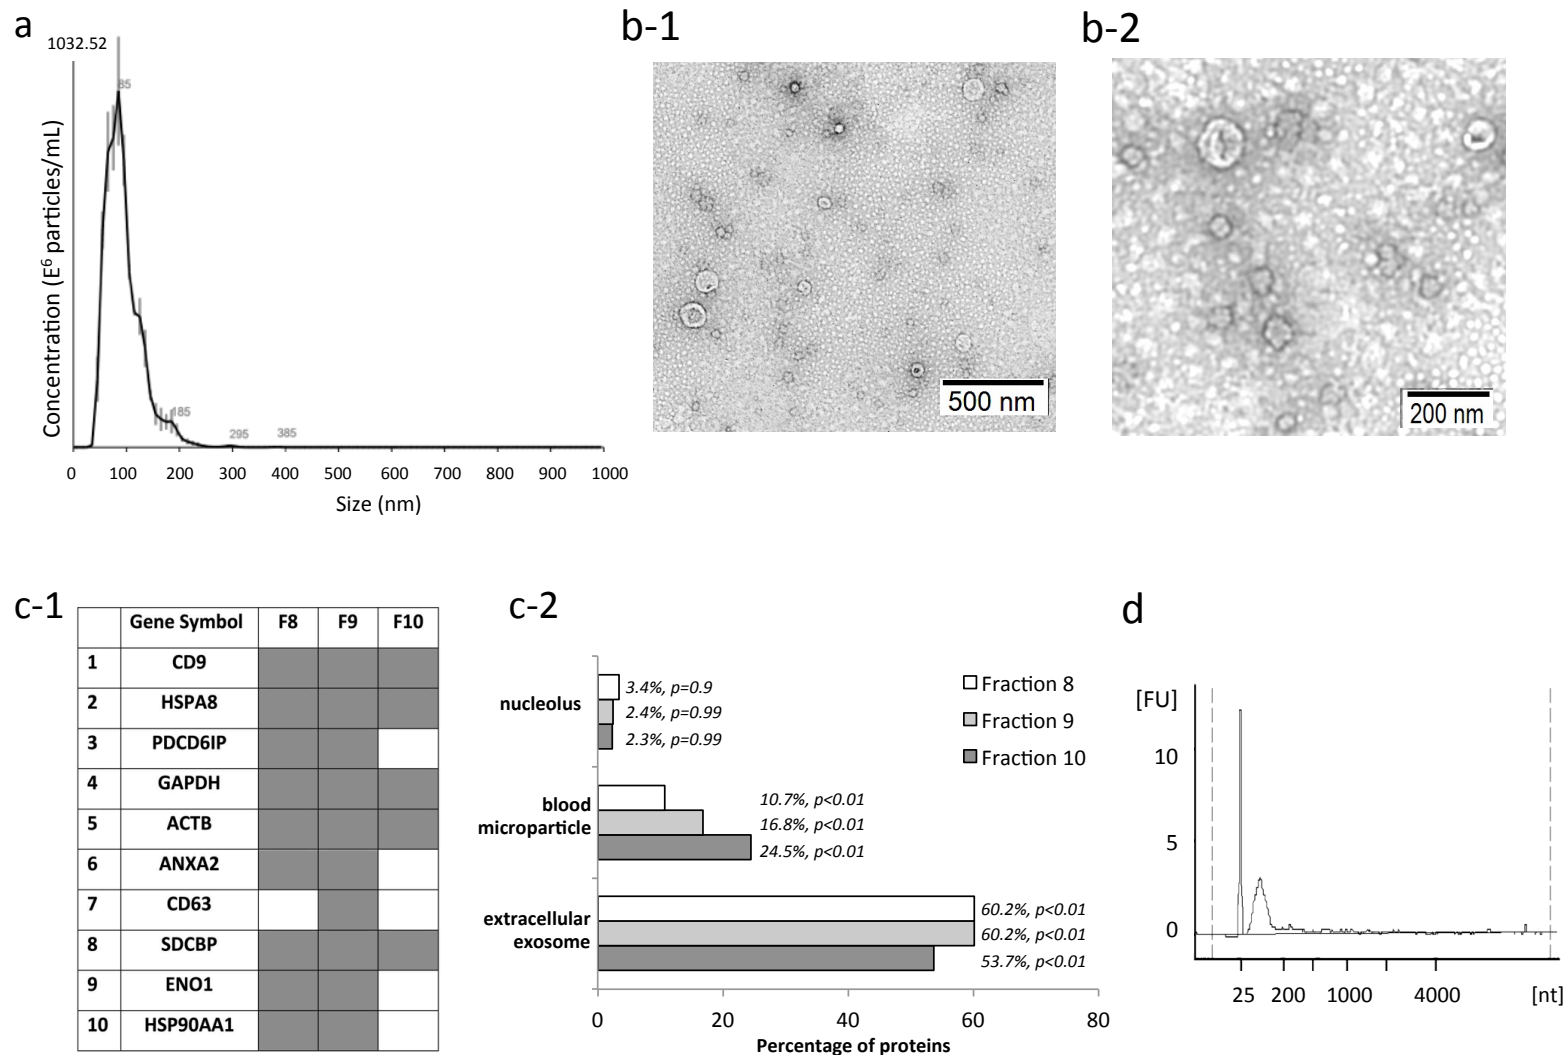 a
1032.52
85
185
295
385
Concentration (E⁶ particles/mL)
0 100 200 300 400 500 600 700 800 900 1000
Size (nm)
b-1
500 nm
b-2
200 nm
c-1
Gene Symbol F8 F9 F10
1 CD9
2 HSPA8
3 PDCD6IP
4 GAPDH
5 ACTB
6 ANXA2
7 CD63
8 SDCBP
9 ENO1
10 HSP90AA1
c-2
nucleolus
3.4%, p=0.9
2.4%, p=0.99
2.3%, p=0.99
blood
microparticle
10.7%, p<0.01
16.8%, p<0.01
24.5%, p<0.01
extracellular
exosome
60.2%, p<0.01
60.2%, p<0.01
53.7%, p<0.01
Fraction 8
Fraction 9
Fraction 10
0 20 40 60 80
Percentage of proteins
d
[FU]
10
5
0
25 200 1000 4000 [nt]